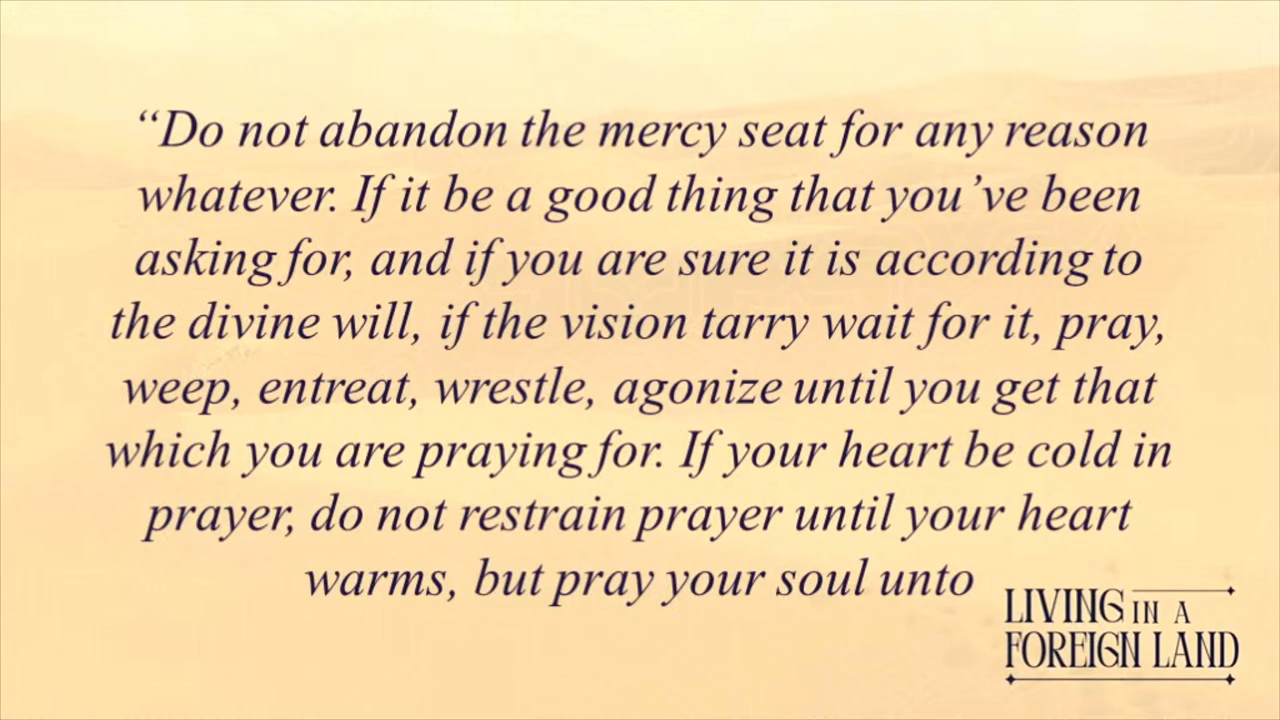 “Do not abandon the mercy seat for any reason
whatever. If it be a good thing that you’ve been
asking for, and if you are sure it is according to
the divine will, if the vision tarry wait for it, pray,
weep, entreat, wrestle, agonize until you get that
which you are praying for. If your heart be cold in
prayer, do not restrain prayer until your heart
warms, but pray your soul unto
LIVING IN A
FOREIGN LAND